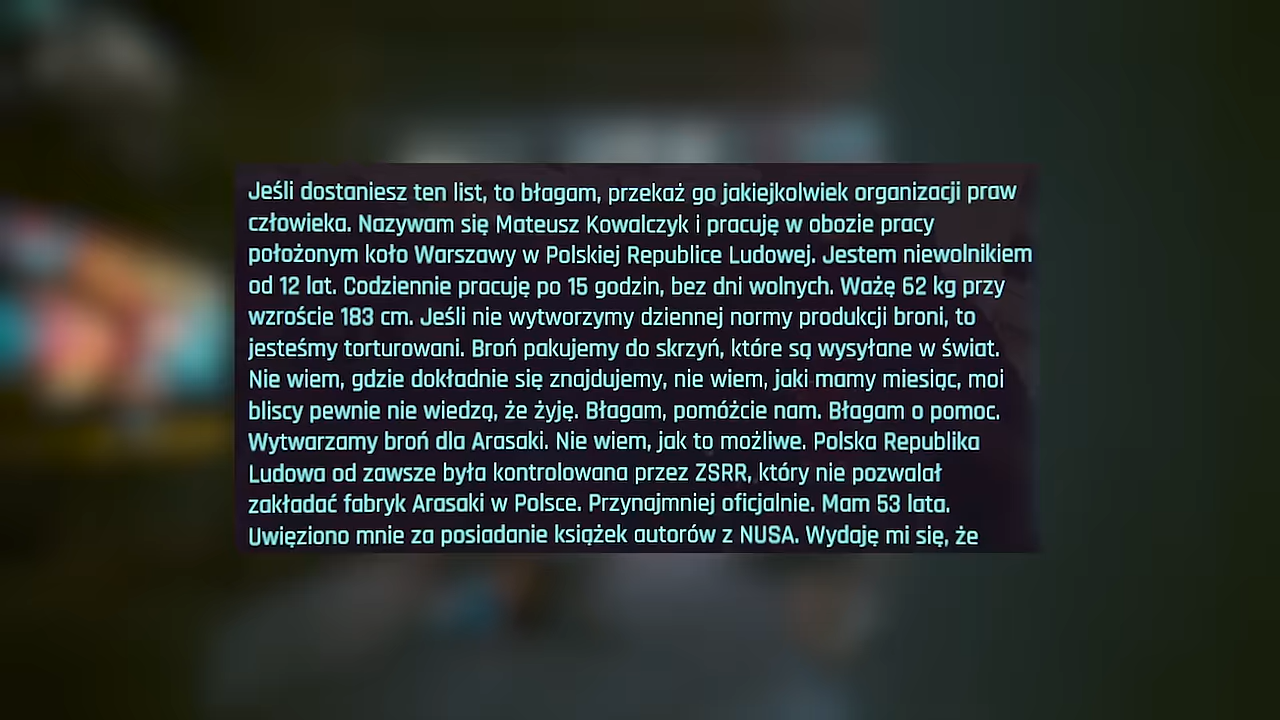 Jeśli dostaniesz ten list, to błagam, przekaż go jakiejkolwiek organizacji praw
człowieka. Nazywam się Mateusz Kowalczyk i pracuję w obozie pracy
położonym koło Warszawy w Polskiej Republice Ludowej. Jestem niewolnikiem
od 12 lat. Codziennie pracuję po 15 godzin, bez dni wolnych. Ważę 62 kg przy
wzroście 183 cm. Jeśli nie wytworzymy dziennej normy produkcji broni, to
jesteśmy torturowani. Broń pakujemy do skrzyń, które są wysyłane w świat.
Nie wiem, gdzie dokładnie się znajdujemy, nie wiem, jaki mamy miesiąc, moi
bliscy pewnie nie wiedzą, że żyję. Błagam, pomóżcie nam. Błagam o pomoc.
Wytwarzamy broń dla Arasaki. Nie wiem, jak to możliwe. Polska Republika
Ludowa od zawsze była kontrolowana przez ZSRR, który nie pozwalał
zakładać fabryk Arasaki w Polsce. Przynajmniej oficjalnie. Mam 53 lata.
Uwięziono mnie za posiadanie książek autorów z NUSA. Wydaję mi się, że